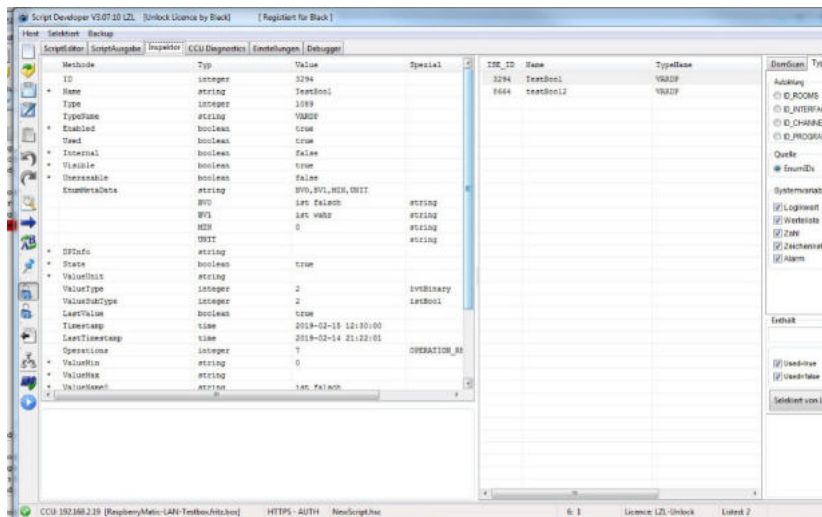 Script Developer V3.07.10 LZL [Unlock Licence by Black] [ Registiert für Black ]
Host Selektiert Backup
ScriptEditor ScriptAusgabe Inspektor CCU Diagnostics Einstellungen Debugger
Methode Typ Value Spezial
ID integer 3294
* Name string TestBool
Type integer 1089
TypeName string VARDP
* Enabled boolean true
Used boolean true
* Internal boolean false
* Visible boolean true
* Unerasable boolean false
EnumMetaData string BV0,BV1,MIN,UNIT
BV0 ist falsch string
BV1 ist wahr string
MIN 0 string
UNIT string
* DPInfo string
* State boolean true
* ValueUnit string
ValueType integer 2 ivtBinary
ValueSubType integer 2 istBool
LastValue boolean true
Timestamp time 2019-02-15 12:30:00
LastTimestamp time 2019-02-14 21:22:01
Operations integer 7 OPERATION_RE
* ValueMin string 0
* ValueMax string
* ValueName0 string ist falsch
ISE_ID Name TypeName
3294 TestBool VARDP
8664 testBool2 VARDP
DomScan Typ
ID_ROOMS
ID_INTERFA
ID_CHANNE
ID_PROGRA
Quelle
EnumIDs
Systemvariab
Logikwert
Werteliste
Zahl
Zeichenket
Alarm
Enthält
Used=true
Used=false
Selektiert von L
CCU: 192.168.2.19 [RaspberryMatic-LAN-Testbox.fritz.box] HTTPS - AUTH NewScript.hsc 6: 1 Licence: LZL-Unlock Listed: 2